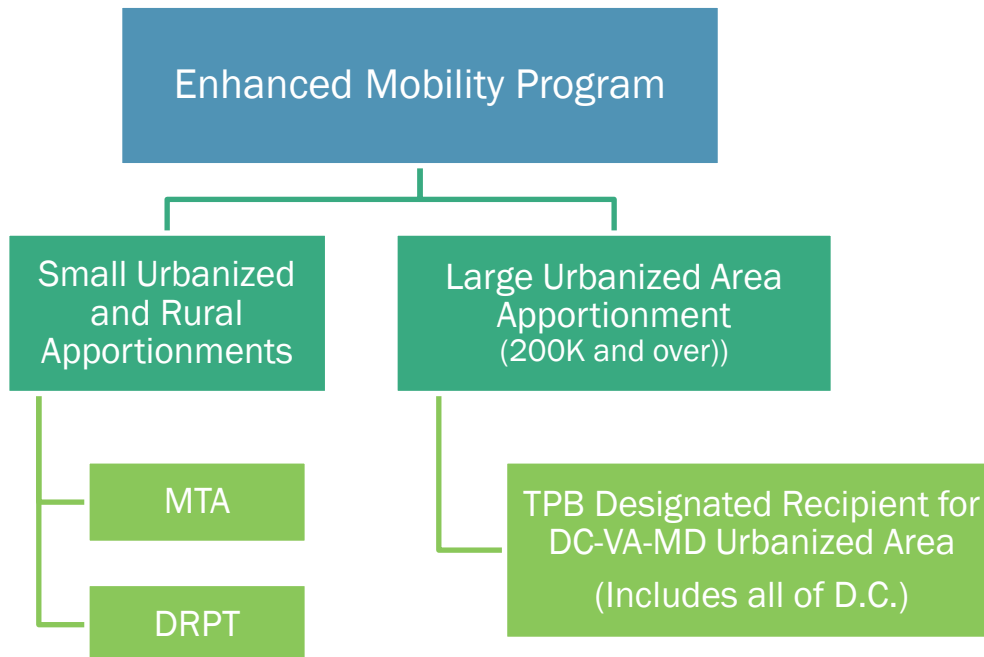 Enhanced Mobility Program
Small Urbanized
and Rural
Apportionments
Large Urbanized Area
Apportionment
(200K and over))
MTA
DRPT
TPB Designated Recipient for
DC-VA-MD Urbanized Area
(Includes all of D.C.)